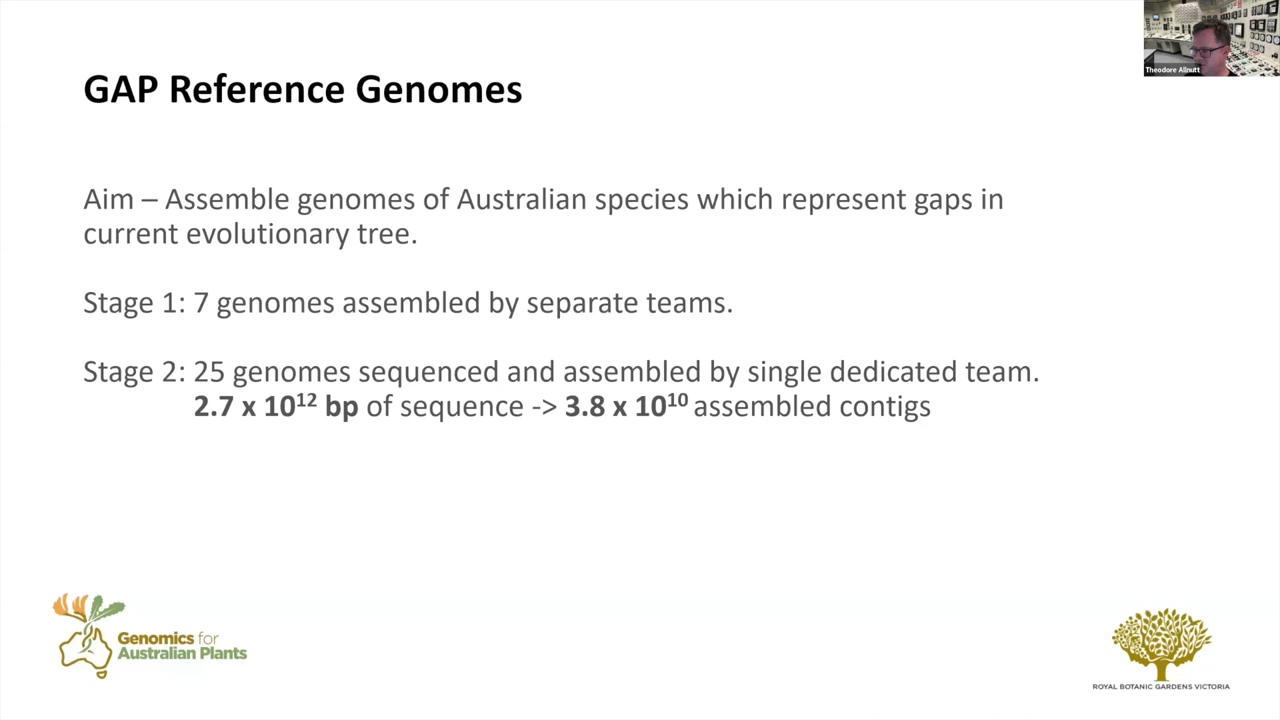 Theodore Allnutt
GAP Reference Genomes
Aim – Assemble genomes of Australian species which represent gaps in
current evolutionary tree.
Stage 1: 7 genomes assembled by separate teams.
Stage 2: 25 genomes sequenced and assembled by single dedicated team.
2.7 x 10¹² bp of sequence -> 3.8 x 10¹⁰ assembled contigs
Genomics for
Australian Plants
ROYAL BOTANIC GARDENS VICTORIA